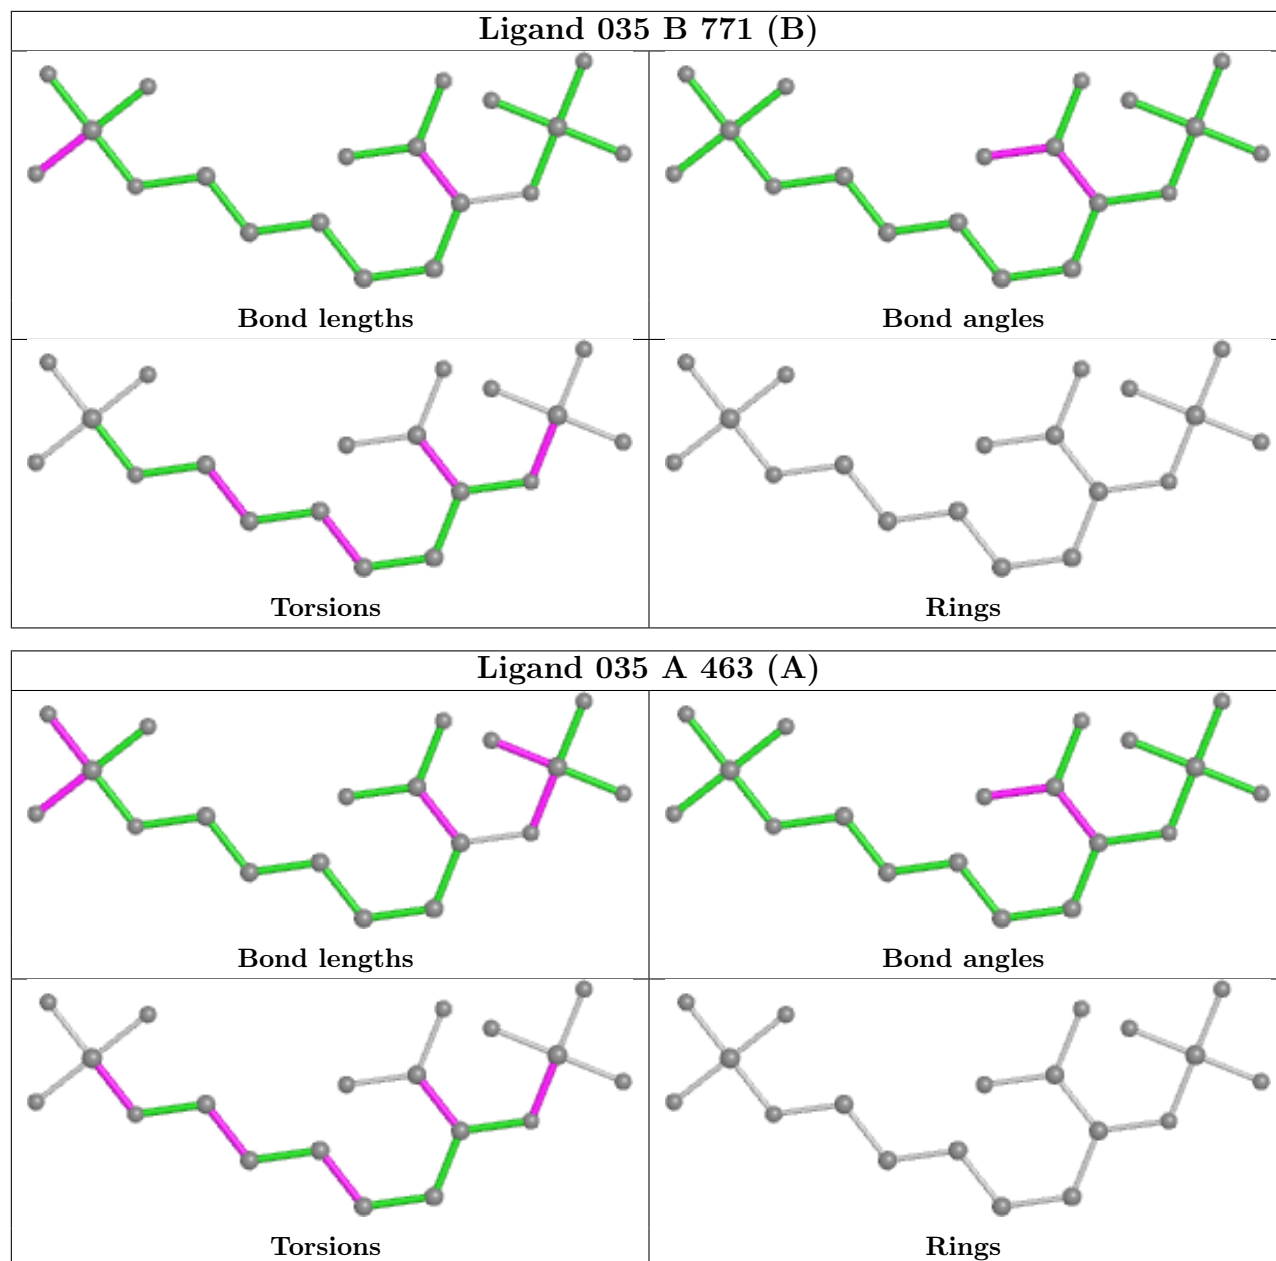 Ligand 035 B 771 (B)
Bond lengths
Bond angles
Torsions
Rings
Ligand 035 A 463 (A)
Bond lengths
Bond angles
Torsions
Rings